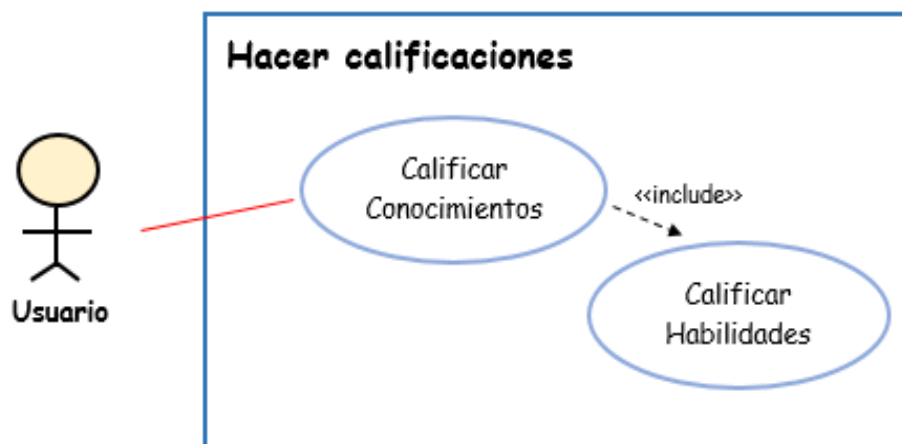 Hacer calificaciones
Calificar
Conocimientos
<<include>>
Calificar
Habilidades
Usuario